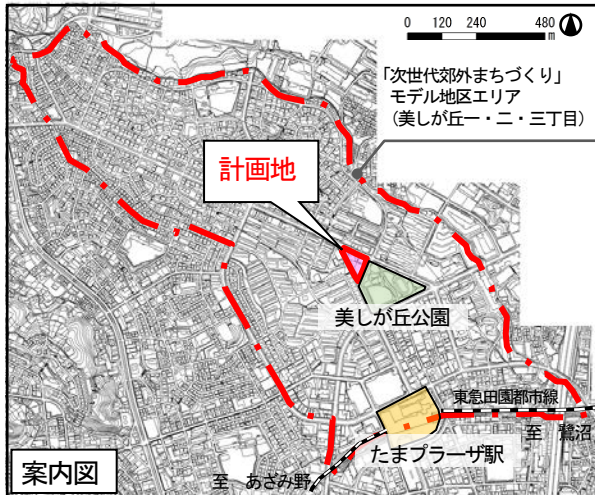 0 120 240 480
m
「次世代郊外まちづくり」
モデル地区エリア
(美しが丘一・二・三丁目)
計画地
美しが丘公園
東急田園都市線
至 鷺沼
たまプラーザ駅
至 あざみ野
案内図